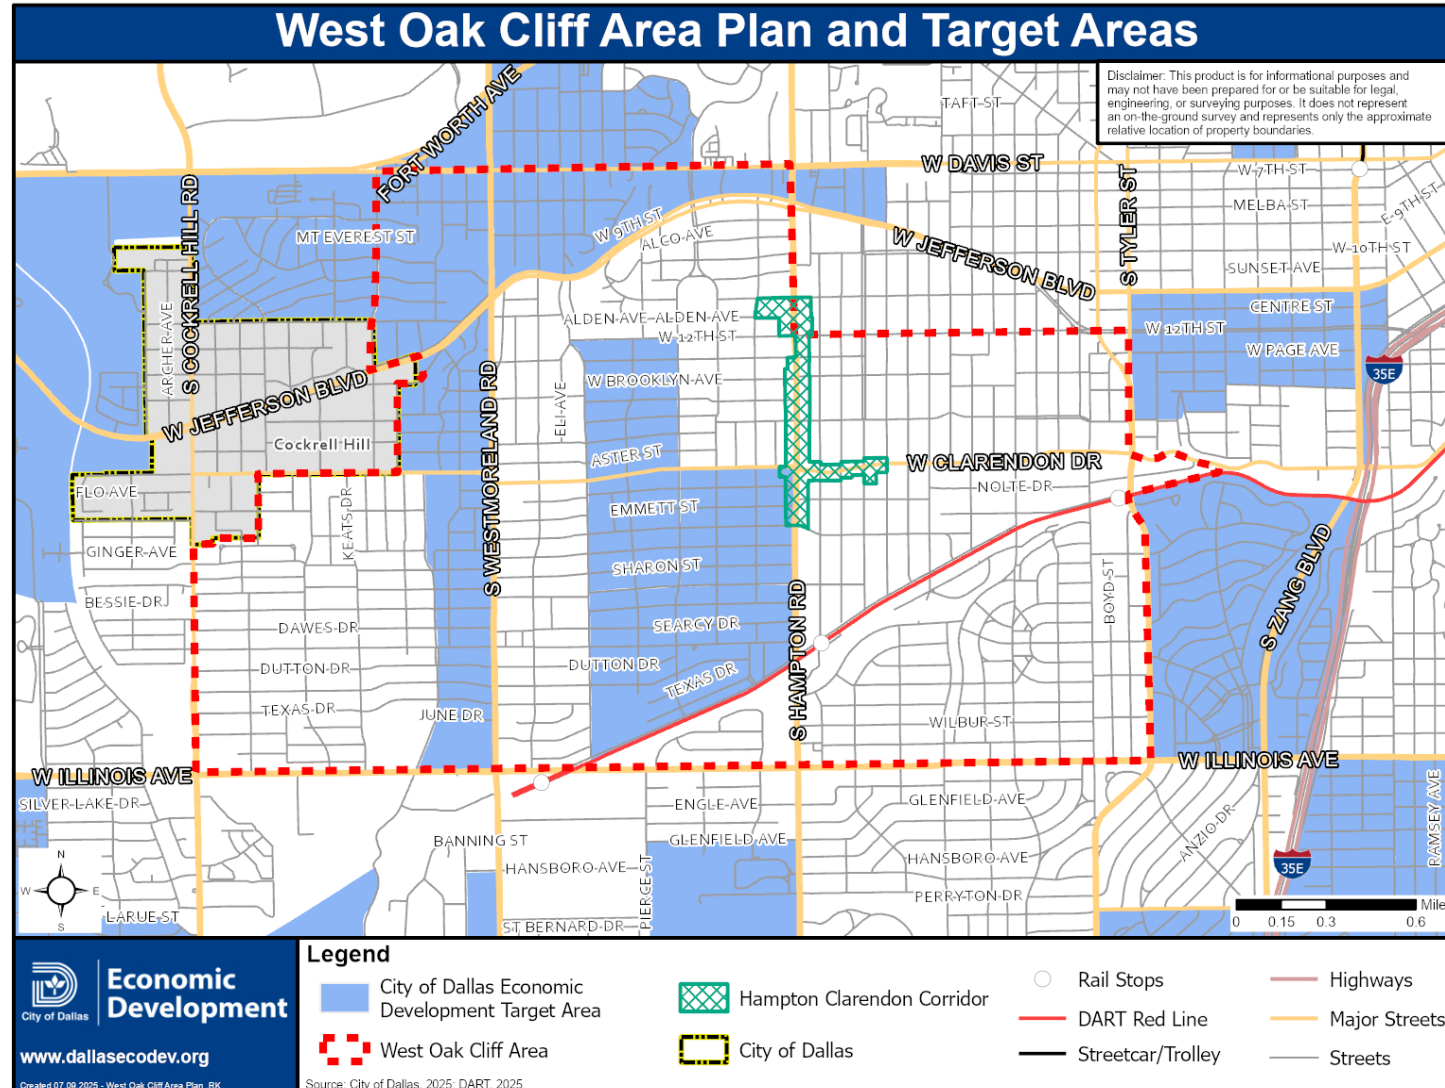 West Oak Cliff Area Plan and Target Areas
Disclaimer: This product is for informational purposes and
may not have been prepared for or be suitable for legal,
engineering, or surveying purposes. It does not represent
an on-the-ground survey and represents only the approximate
relative location of property boundaries.
FORT WORTH AVE
TAFT ST
W DAVIS ST
W 7TH ST
S COCKRELL HILL RD
S TYLER ST
MELBA ST
E 9TH ST
MT EVEREST ST
W 9TH ST
ALCO AVE
W JEFFERSON BLVD
W 10TH ST
SUNSET AVE
CENTRE ST
ARCHER AVE
ALDEN AVE
ALDEN AVE
W 12TH ST
W 12TH ST
W PAGE AVE
35E
W JEFFERSON BLVD
S WESTMORELAND RD
ELI AVE
W BROOKLYN AVE
Cockrell Hill
ASTER ST
W CLARENDON DR
FLO AVE
KEATS DR
NOLTE DR
EMMETT ST
GINGER AVE
SHARON ST
S HAMPTON RD
BOYD ST
S ZANG BLVD
BESSIE DR
DAWES DR
SEARCY DR
DUTTON DR
DUTTON DR
TEXAS DR
TEXAS DR
JUNE DR
WILBUR ST
W ILLINOIS AVE
W ILLINOIS AVE
SILVER LAKE DR
ENGLE AVE
GLENFIELD AVE
RAMSEY AVE
BANNING ST
GLENFIELD AVE
ANZIO DR
HANSBORO AVE
PIERCE ST
HANSBORO AVE
35E
PERRYTON DR
LARUE ST
ST BERNARD DR
N
W E
S
Mile
0 0.15 0.3 0.6
City of Dallas
Economic
Development
www.dallasecodev.org
Created 07.09.2025 - West Oak Cliff Area Plan_RK
Legend
City of Dallas Economic
Development Target Area
West Oak Cliff Area
Hampton Clarendon Corridor
City of Dallas
Rail Stops
DART Red Line
Streetcar/Trolley
Highways
Major Streets
Streets
Source: City of Dallas, 2025; DART, 2025